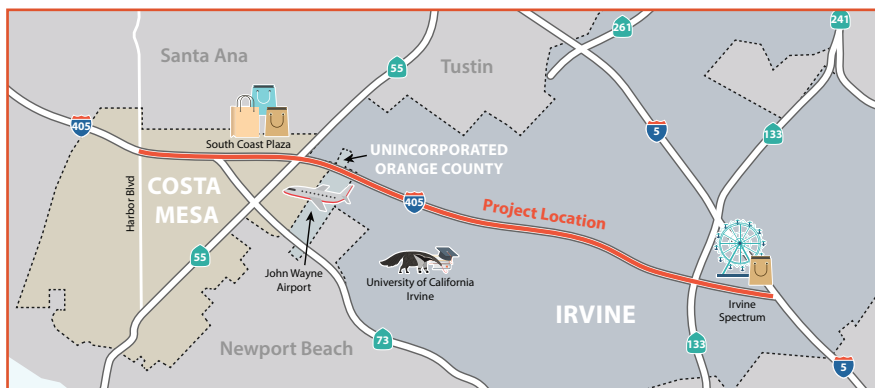 241
261
Santa Ana
55
Tustin
405
133
5
South Coast Plaza
UNINCORPORATED
ORANGE COUNTY
COSTA
MESA
Harbor Blvd
405
Project Location
55
John Wayne
Airport
University of California
Irvine
IRVINE
Irvine
Spectrum
Newport Beach
73
133
5